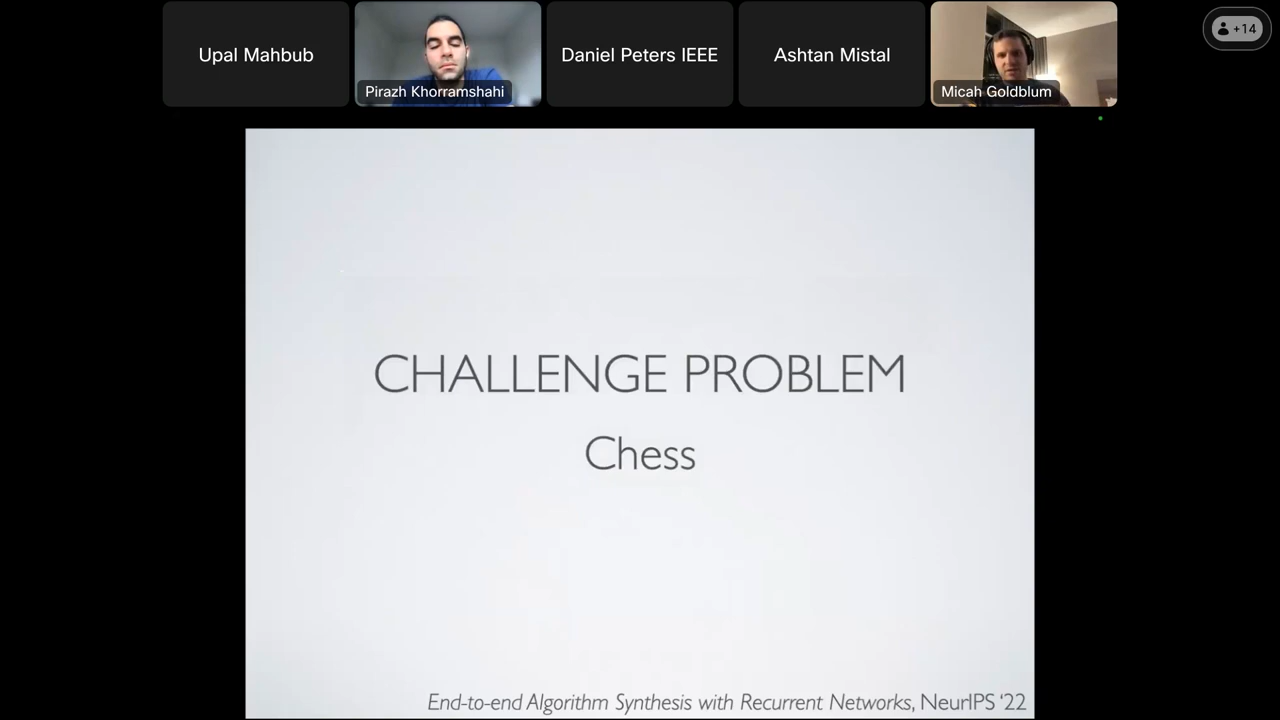 Upal Mahbub
Pirazh Khorramshahi
Daniel Peters IEEE
Ashtan Mistal
Micah Goldblum
+14
CHALLENGE PROBLEM
Chess
End-to-end Algorithm Synthesis with Recurrent Networks, NeurIPS ‘22